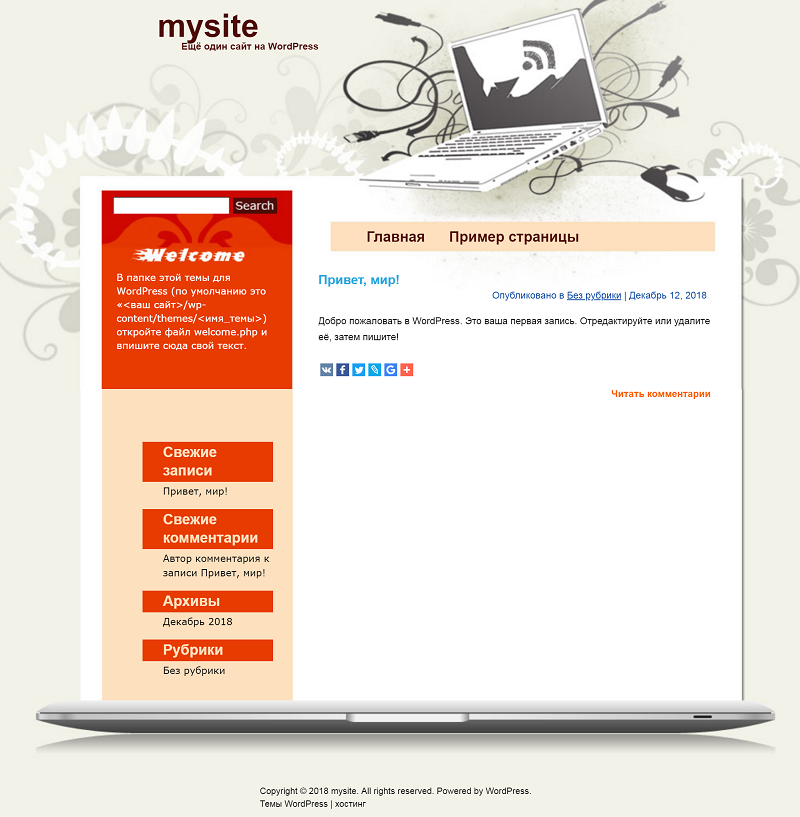 mysite
Ещё один сайт на WordPress
Search
Welcome
В папке этой темы для
WordPress (по умолчанию это
«<ваш сайт>/wp-
content/themes/<имя_темы>)
откройте файл welcome.php и
впишите сюда свой текст.
Свежие
записи
Привет, мир!
Свежие
комментарии
Автор комментария к
записи Привет, мир!
Архивы
Декабрь 2018
Рубрики
Без рубрики
Главная Пример страницы
Привет, мир!
Опубликовано в Без рубрики | Декабрь 12, 2018
Добро пожаловать в WordPress. Это ваша первая запись. Отредактируйте или удалите
её, затем пишите!
Читать комментарии
Copyright © 2018 mysite. All rights reserved. Powered by WordPress.
Темы WordPress | хостинг